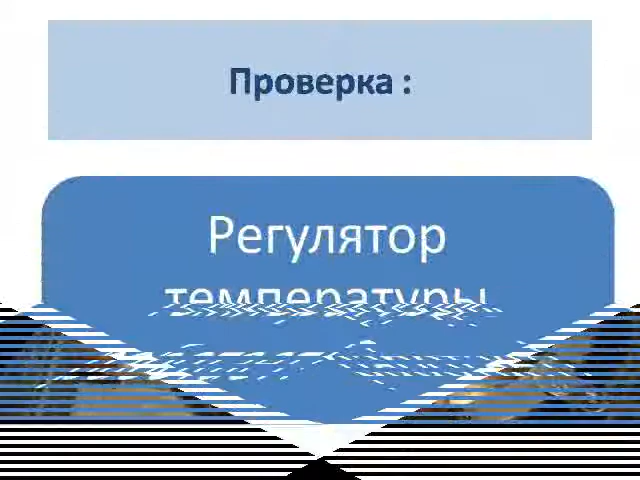 Проверка :
Регулятор
температуры